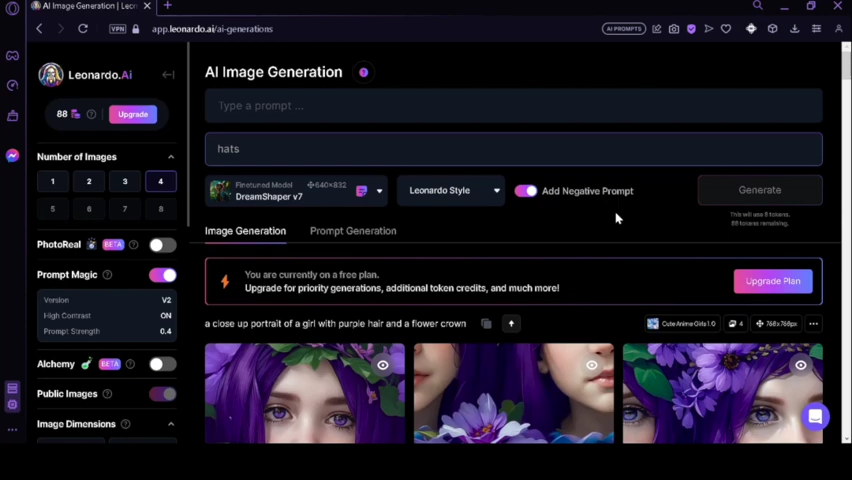 AI Image Generation | Leon
VPN
app.leonardo.ai/ai-generations
AI PROMPTS
Leonardo.Ai
88
Upgrade
Number of Images
1 2 3 4
5 6 7 8
PhotoReal BETA
Prompt Magic
Version V2
High Contrast ON
Prompt Strength 0.4
Alchemy BETA
Public Images
Image Dimensions
AI Image Generation
Type a prompt ...
hats
Finetuned Model 640×832
DreamShaper v7
Leonardo Style
Add Negative Prompt
Generate
This will use 8 tokens.
88 tokens remaining.
Image Generation
Prompt Generation
You are currently on a free plan.
Upgrade for priority generations, additional token credits, and much more!
Upgrade Plan
a close up portrait of a girl with purple hair and a flower crown
Cute Anime Girls 1.0
4
768x768px